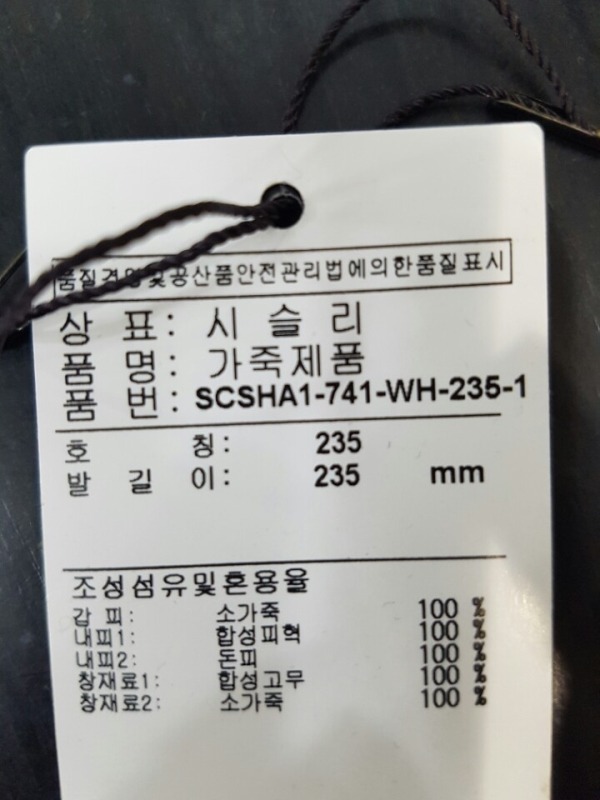 품질경영및공산품안전관리법에의한품질표시
상 표: 시 슬 리
품 명: 가죽제품
품 번: SCSHA1-741-WH-235-1
호 칭: 235
발 길 이: 235 mm
조성섬유및혼용율
갑 피: 소가죽 100 %
내피1: 합성피혁 100 %
내피2: 돈피 100 %
창재료1: 합성고무 100 %
창재료2: 소가죽 100 %